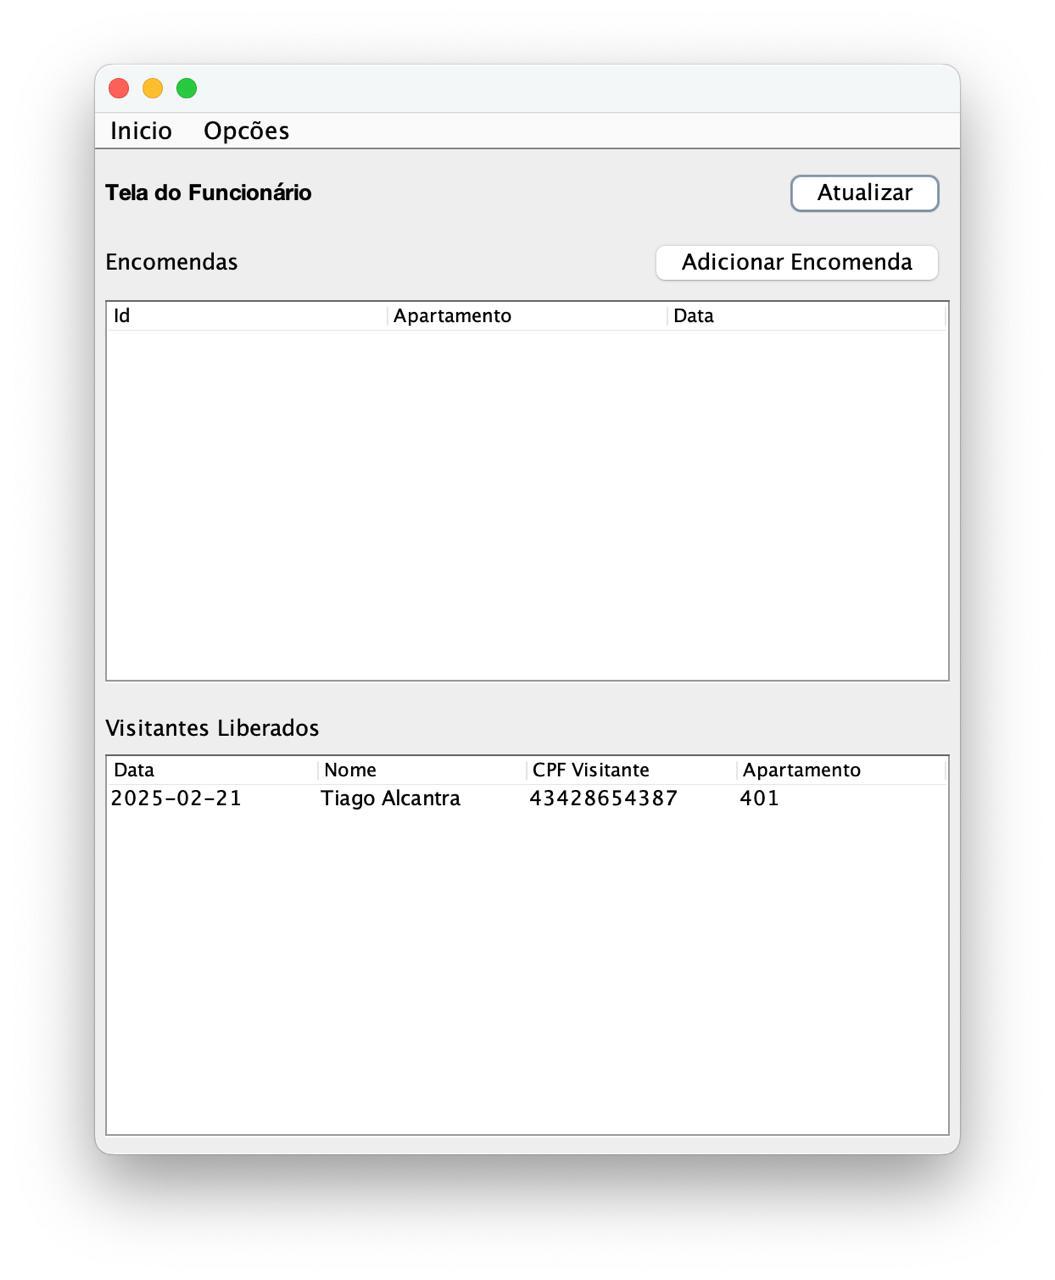 Inicio Opcões
Tela do Funcionário Atualizar
Encomendas Adicionar Encomenda
Id Apartamento Data
Visitantes Liberados
Data Nome CPF Visitante Apartamento
2025-02-21 Tiago Alcantra 43428654387 401